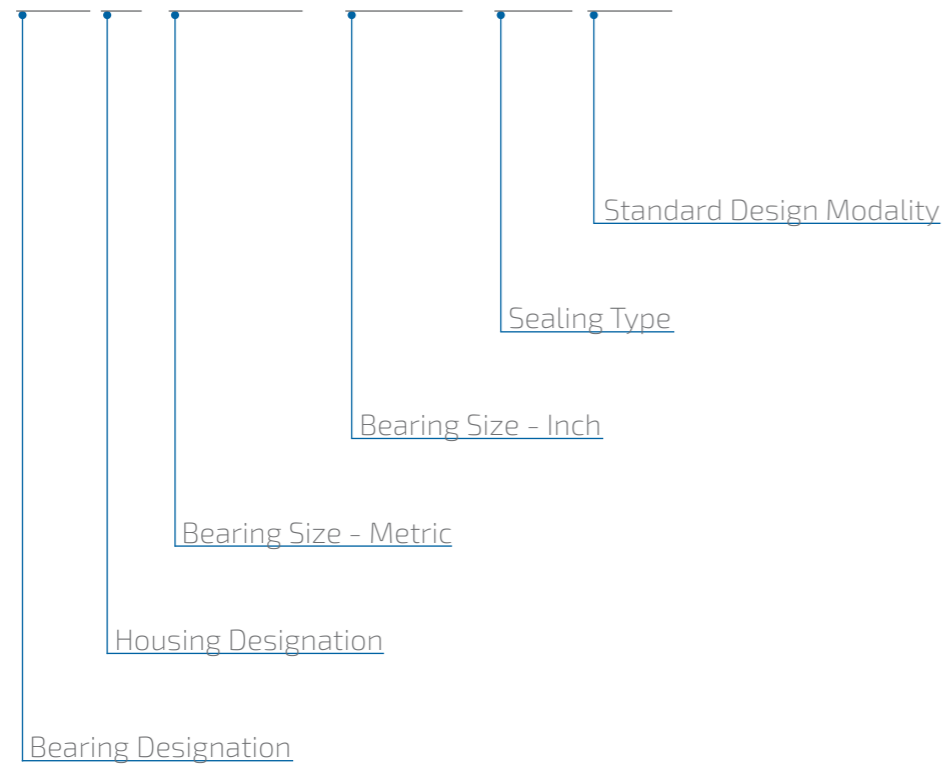 Standard Design Modality
Sealing Type
Bearing Size - Inch
Bearing Size - Metric
Housing Designation
Bearing Designation